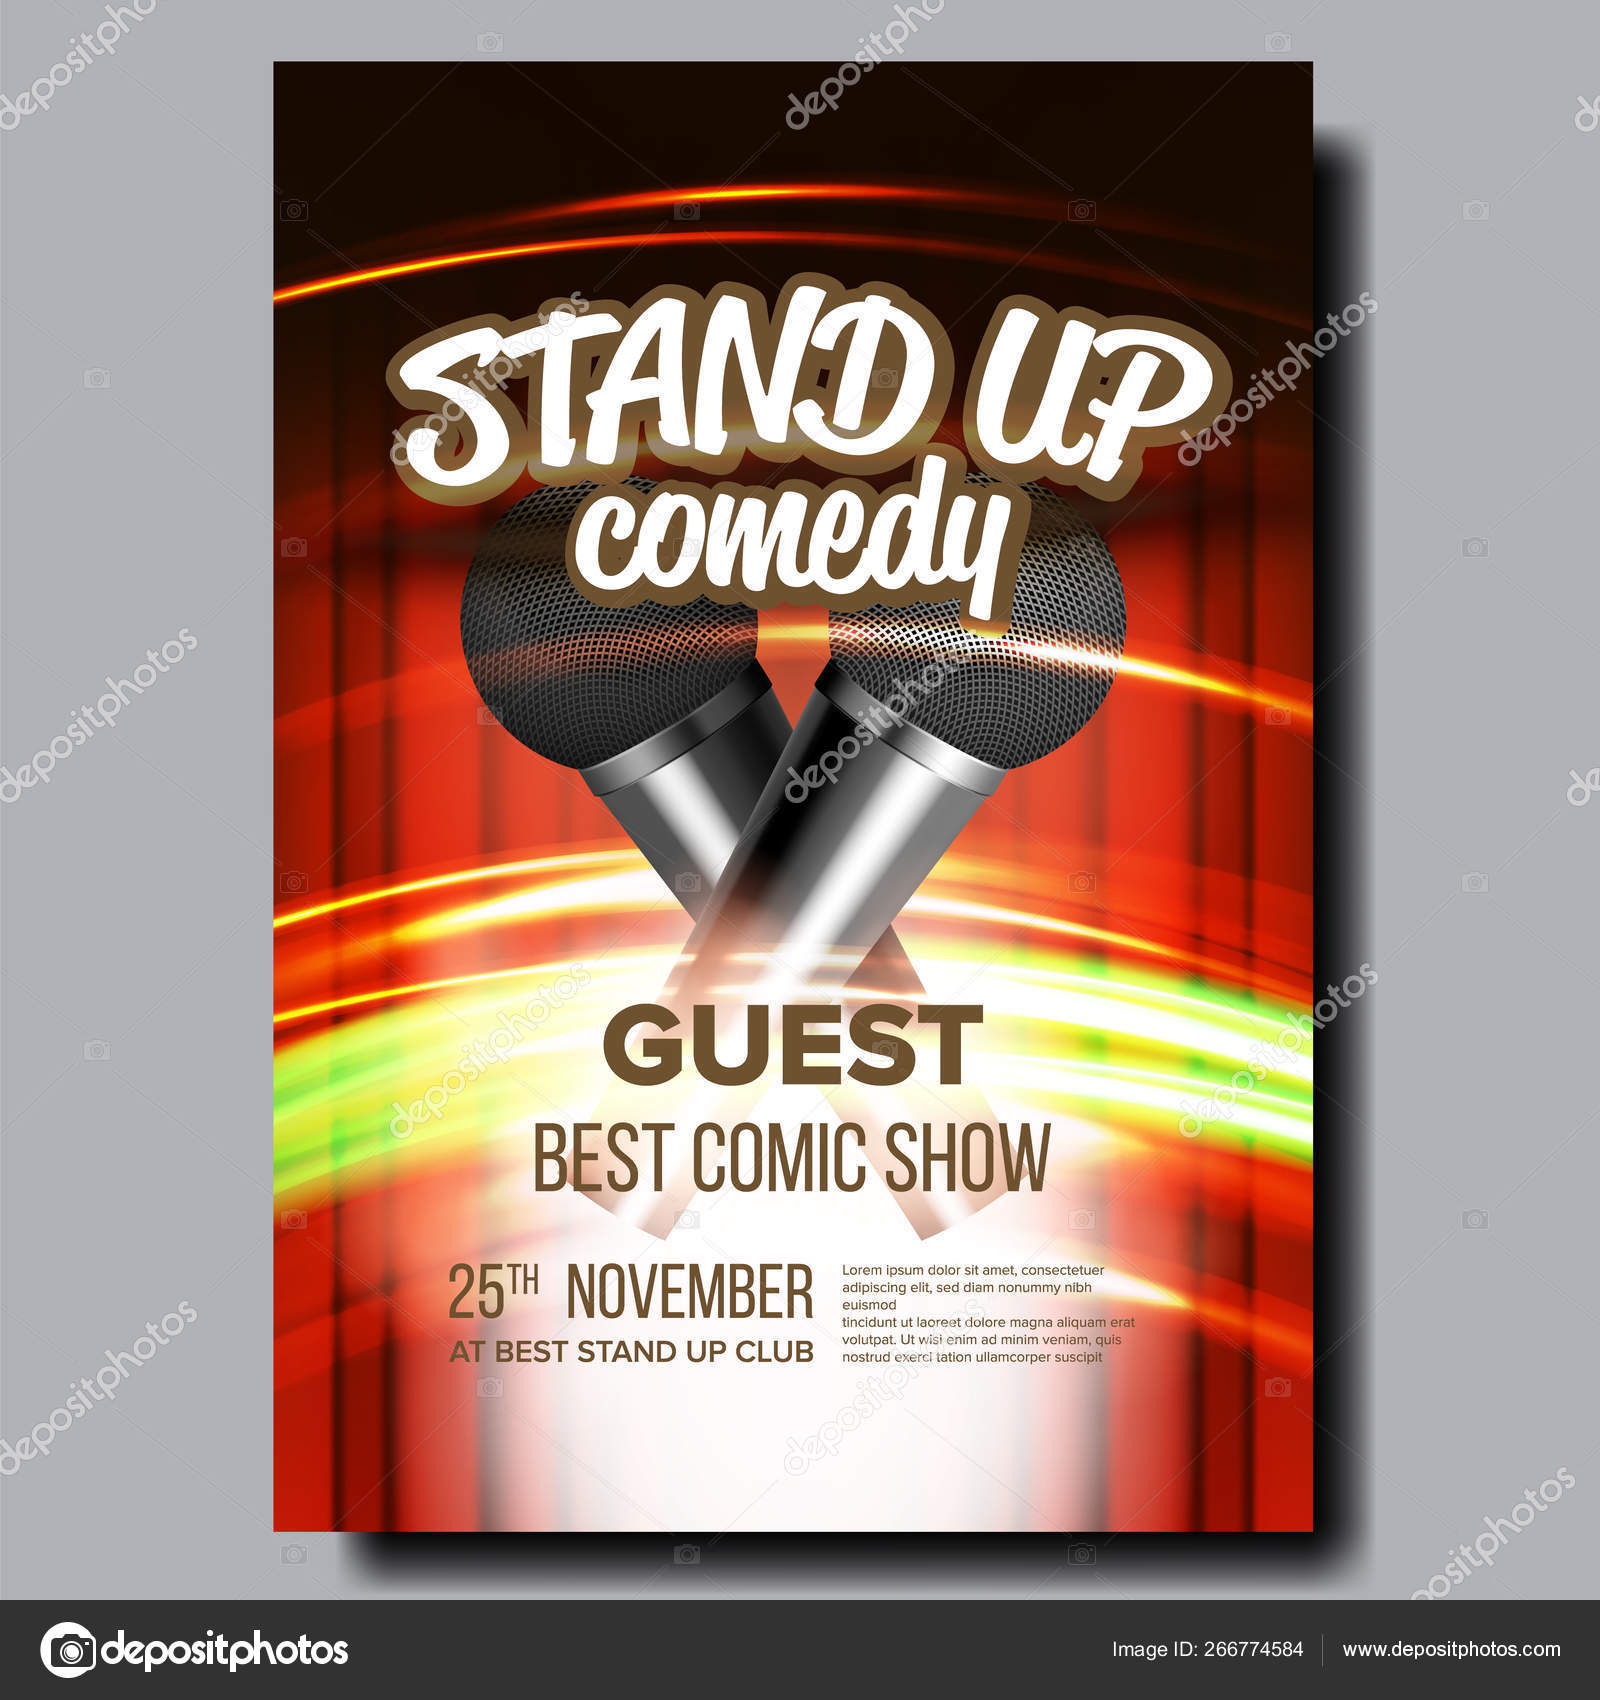 STAND UP
comedy
GUEST
BEST COMIC SHOW
25TH NOVEMBER
AT BEST STAND UP CLUB
Lorem ipsum dolor sit amet, consectetuer
adipiscing elit, sed diam nonummy nibh
euismod
tincidunt ut laoreet dolore magna aliquam erat
volutpat. Ut wisi enim ad minim veniam, quis
nostrud exerci tation ullamcorper suscipit
depositphotos
Image ID: 266774584
www.depositphotos.com